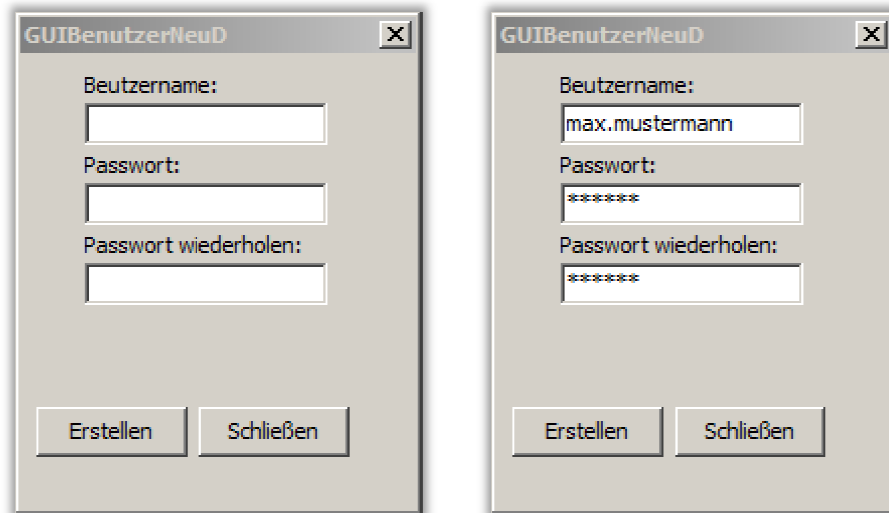 GUIBenutzerNeuD
Beutzername:
Passwort:
Passwort wiederholen:
Erstellen
Schließen
GUIBenutzerNeuD
Beutzername:
max.mustermann
Passwort:
******
Passwort wiederholen:
******
Erstellen
Schließen